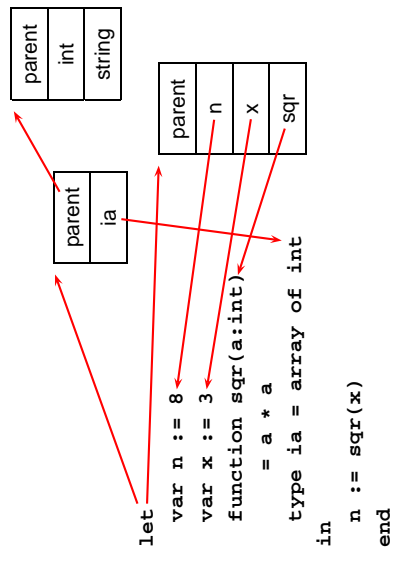 parent
int
string
parent
ia
parent
n
x
sqr
let
var n := 8
var x := 3
function sqr(a:int)
= a * a
type ia = array of int
in
n := sqr(x)
end